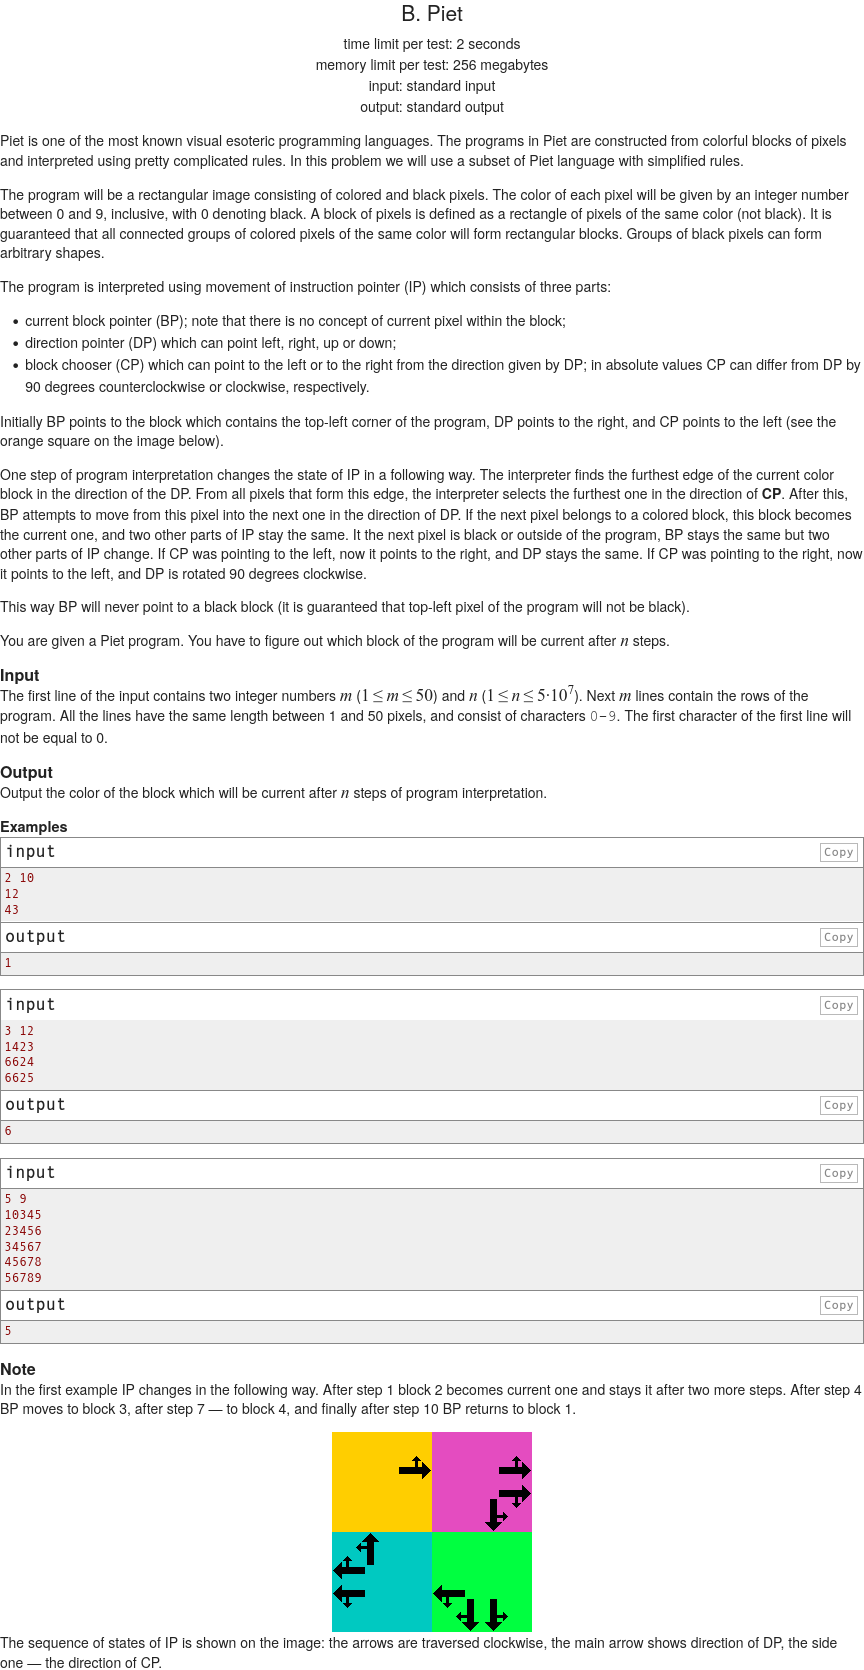 B. Piet
time limit per test: 2 seconds
memory limit per test: 256 megabytes
input: standard input
output: standard output
Piet is one of the most known visual esoteric programming languages. The programs in Piet are constructed from colorful blocks of pixels
and interpreted using pretty complicated rules. In this problem we will use a subset of Piet language with simplified rules.
The program will be a rectangular image consisting of colored and black pixels. The color of each pixel will be given by an integer number
between 0 and 9, inclusive, with 0 denoting black. A block of pixels is defined as a rectangle of pixels of the same color (not black). It is
guaranteed that all connected groups of colored pixels of the same color will form rectangular blocks. Groups of black pixels can form
arbitrary shapes.
The program is interpreted using movement of instruction pointer (IP) which consists of three parts:
• current block pointer (BP); note that there is no concept of current pixel within the block;
• direction pointer (DP) which can point left, right, up or down;
• block chooser (CP) which can point to the left or to the right from the direction given by DP; in absolute values CP can differ from DP by
90 degrees counterclockwise or clockwise, respectively.
Initially BP points to the block which contains the top-left corner of the program, DP points to the right, and CP points to the left (see the
orange square on the image below).
One step of program interpretation changes the state of IP in a following way. The interpreter finds the furthest edge of the current color
block in the direction of the DP. From all pixels that form this edge, the interpreter selects the furthest one in the direction of CP. After this,
BP attempts to move from this pixel into the next one in the direction of DP. If the next pixel belongs to a colored block, this block becomes
the current one, and two other parts of IP stay the same. It the next pixel is black or outside of the program, BP stays the same but two
other parts of IP change. If CP was pointing to the left, now it points to the right, and DP stays the same. If CP was pointing to the right, now
it points to the left, and DP is rotated 90 degrees clockwise.
This way BP will never point to a black block (it is guaranteed that top-left pixel of the program will not be black).
You are given a Piet program. You have to figure out which block of the program will be current after n steps.
Input
The first line of the input contains two integer numbers m (1 ≤ m ≤ 50) and n (1 ≤ n ≤ 5·10⁷). Next m lines contain the rows of the
program. All the lines have the same length between 1 and 50 pixels, and consist of characters 0-9. The first character of the first line will
not be equal to 0.
Output
Output the color of the block which will be current after n steps of program interpretation.
Examples
input
Copy
2 10
12
43
output
Copy
1
input
Copy
3 12
1423
6624
6625
output
Copy
6
input
Copy
5 9
10345
23456
34567
45678
56789
output
Copy
5
Note
In the first example IP changes in the following way. After step 1 block 2 becomes current one and stays it after two more steps. After step 4
BP moves to block 3, after step 7 — to block 4, and finally after step 10 BP returns to block 1.
The sequence of states of IP is shown on the image: the arrows are traversed clockwise, the main arrow shows direction of DP, the side
one — the direction of CP.